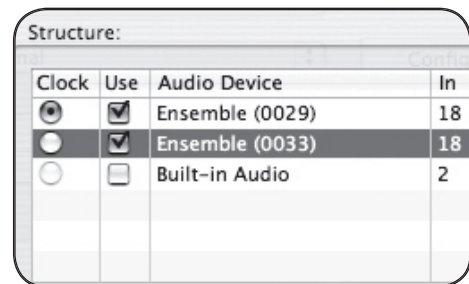 Structure:
Clock Use Audio Device In
Ensemble (0029) 18
Ensemble (0033) 18
Built-in Audio 2